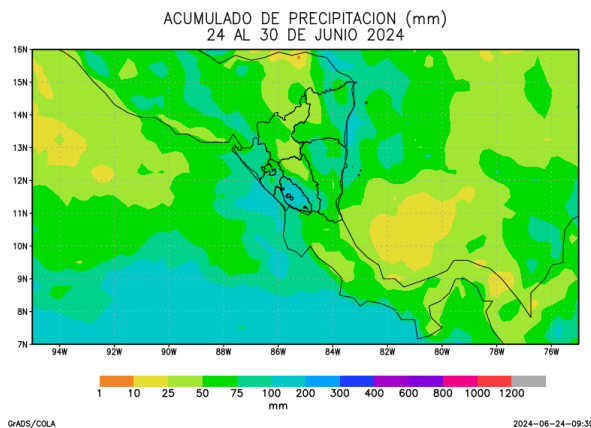 ACUMULADO DE PRECIPITACION (mm)
24 AL 30 DE JUNIO 2024
16N
15N
14N
13N
12N
11N
10N
9N
8N
7N
94W 92W 90W 88W 86W 84W 82W 80W 78W 76W
1 10 25 50 75 100 200 300 400 600 800 1000 1200
mm
GrADS/COLA 2024-06-24-09:39